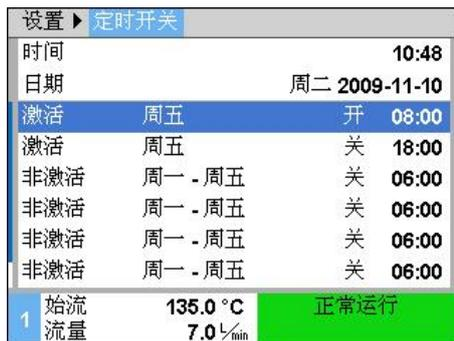 设置 ▶ 定时开关
时间 10:48
日期 周二 2009-11-10
激活 周五 开 08:00
激活 周五 关 18:00
非激活 周一 - 周五 关 06:00
非激活 周一 - 周五 关 06:00
非激活 周一 - 周五 关 06:00
非激活 周一 - 周五 关 06:00
1 始流 135.0 °C 正常运行
流量 7.0 L/min